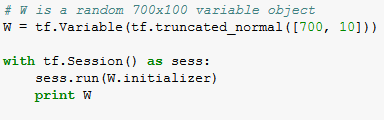 # W is a random 700x100 variable object
W = tf.Variable(tf.truncated_normal([700, 10]))
with tf.Session() as sess:
    sess.run(W.initializer)
    print W